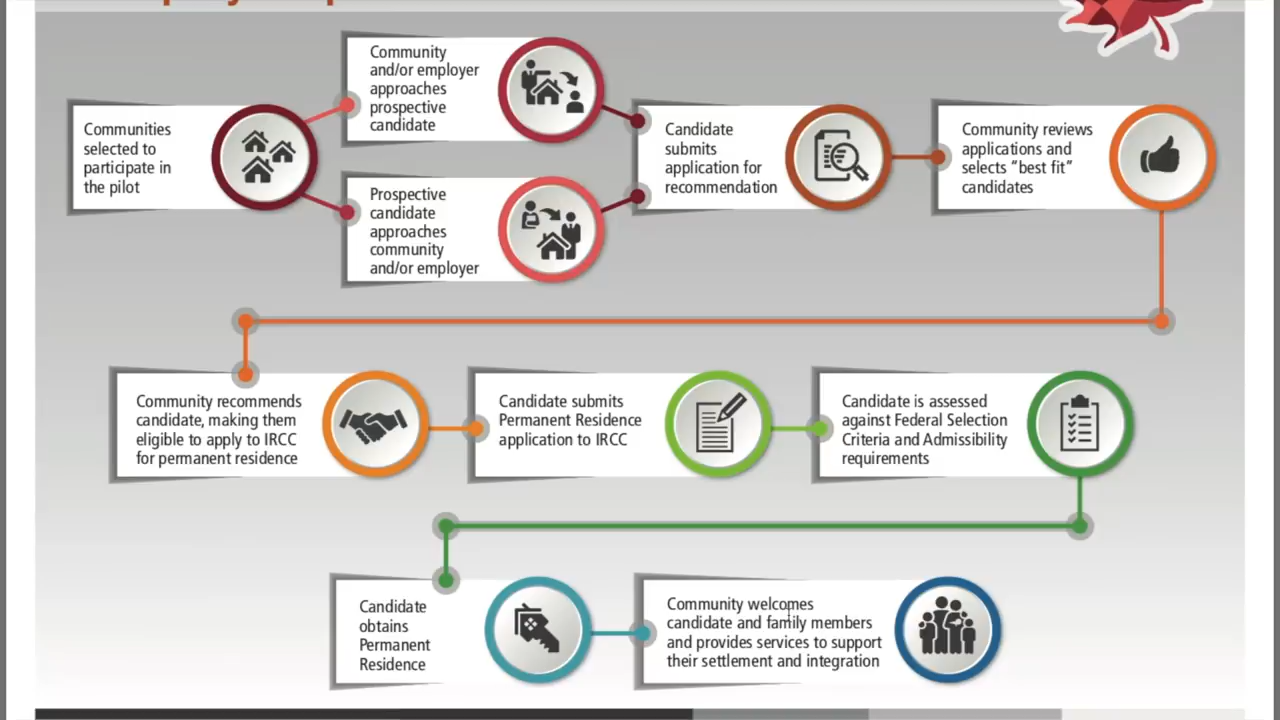 Communities
selected to
participate in
the pilot
Community
and/or employer
approaches
prospective
candidate
Prospective
candidate
approaches
community
and/or employer
Candidate
submits
application for
recommendation
Community reviews
applications and
selects “best fit”
candidates
Community recommends
candidate, making them
eligible to apply to IRCC
for permanent residence
Candidate submits
Permanent Residence
application to IRCC
Candidate is assessed
against Federal Selection
Criteria and Admissibility
requirements
Candidate
obtains
Permanent
Residence
Community welcomes
candidate and family members
and provides services to support
their settlement and integration